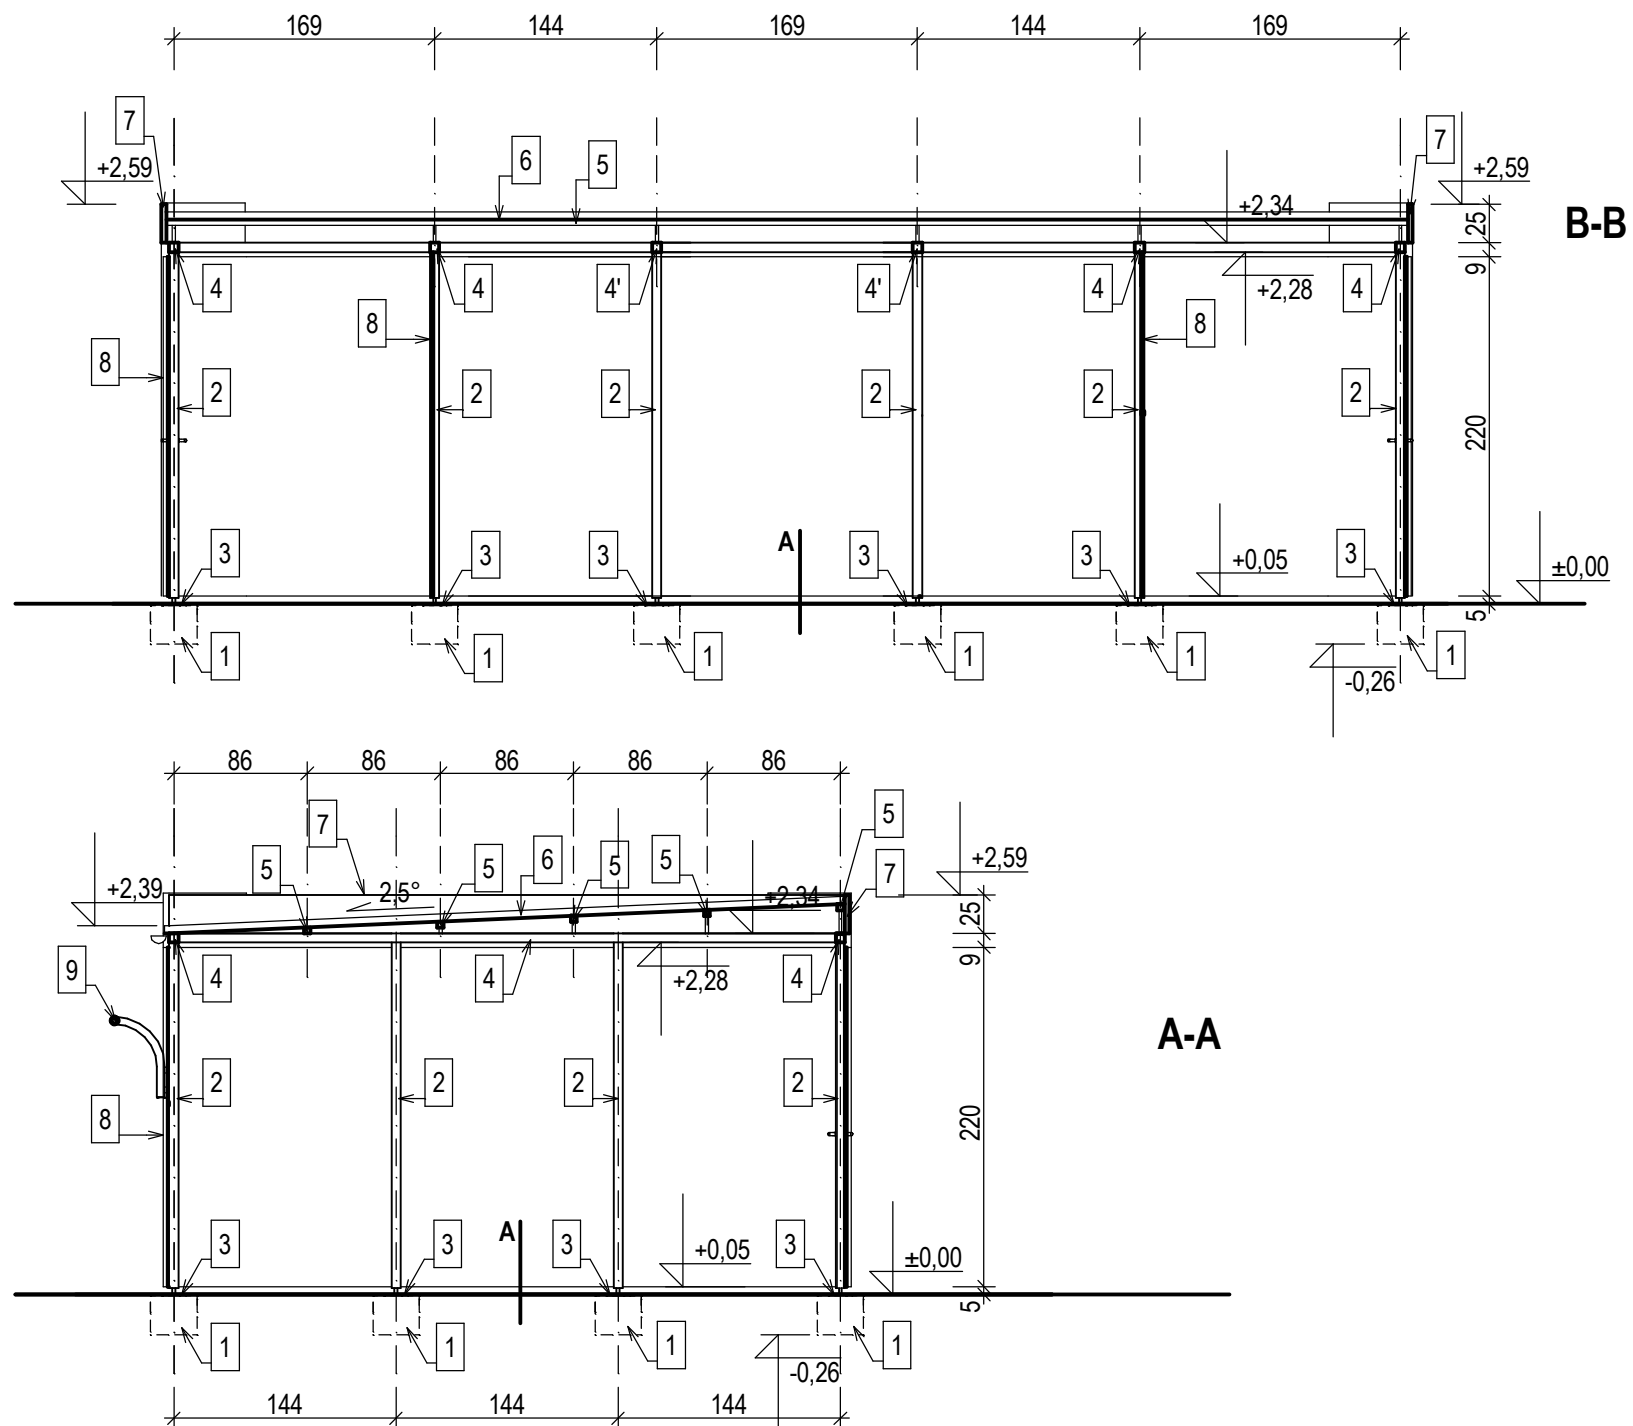 169 144 169 144 169
7 7
+2,59 6 5 +2,59
+2,34 25 B-B
4 4 4' 4' 4 +2,28 4 9
8 8 8
2 2 2 2 2 2 220
3 3 3 A 3 3 +0,05 3 ±0,00
5
1 1 1 1 1 1
-0,26
86 86 86 86 86
7 5
5 5 6 5 5 7 +2,59
+2,39 2,5° +2,34 25
9 4 4 +2,28 4 9
A-A
2 2 2 2
8 220
3 A 3 3 +0,05 3 ±0,00
5
1 1 1 1
-0,26
144 144 144